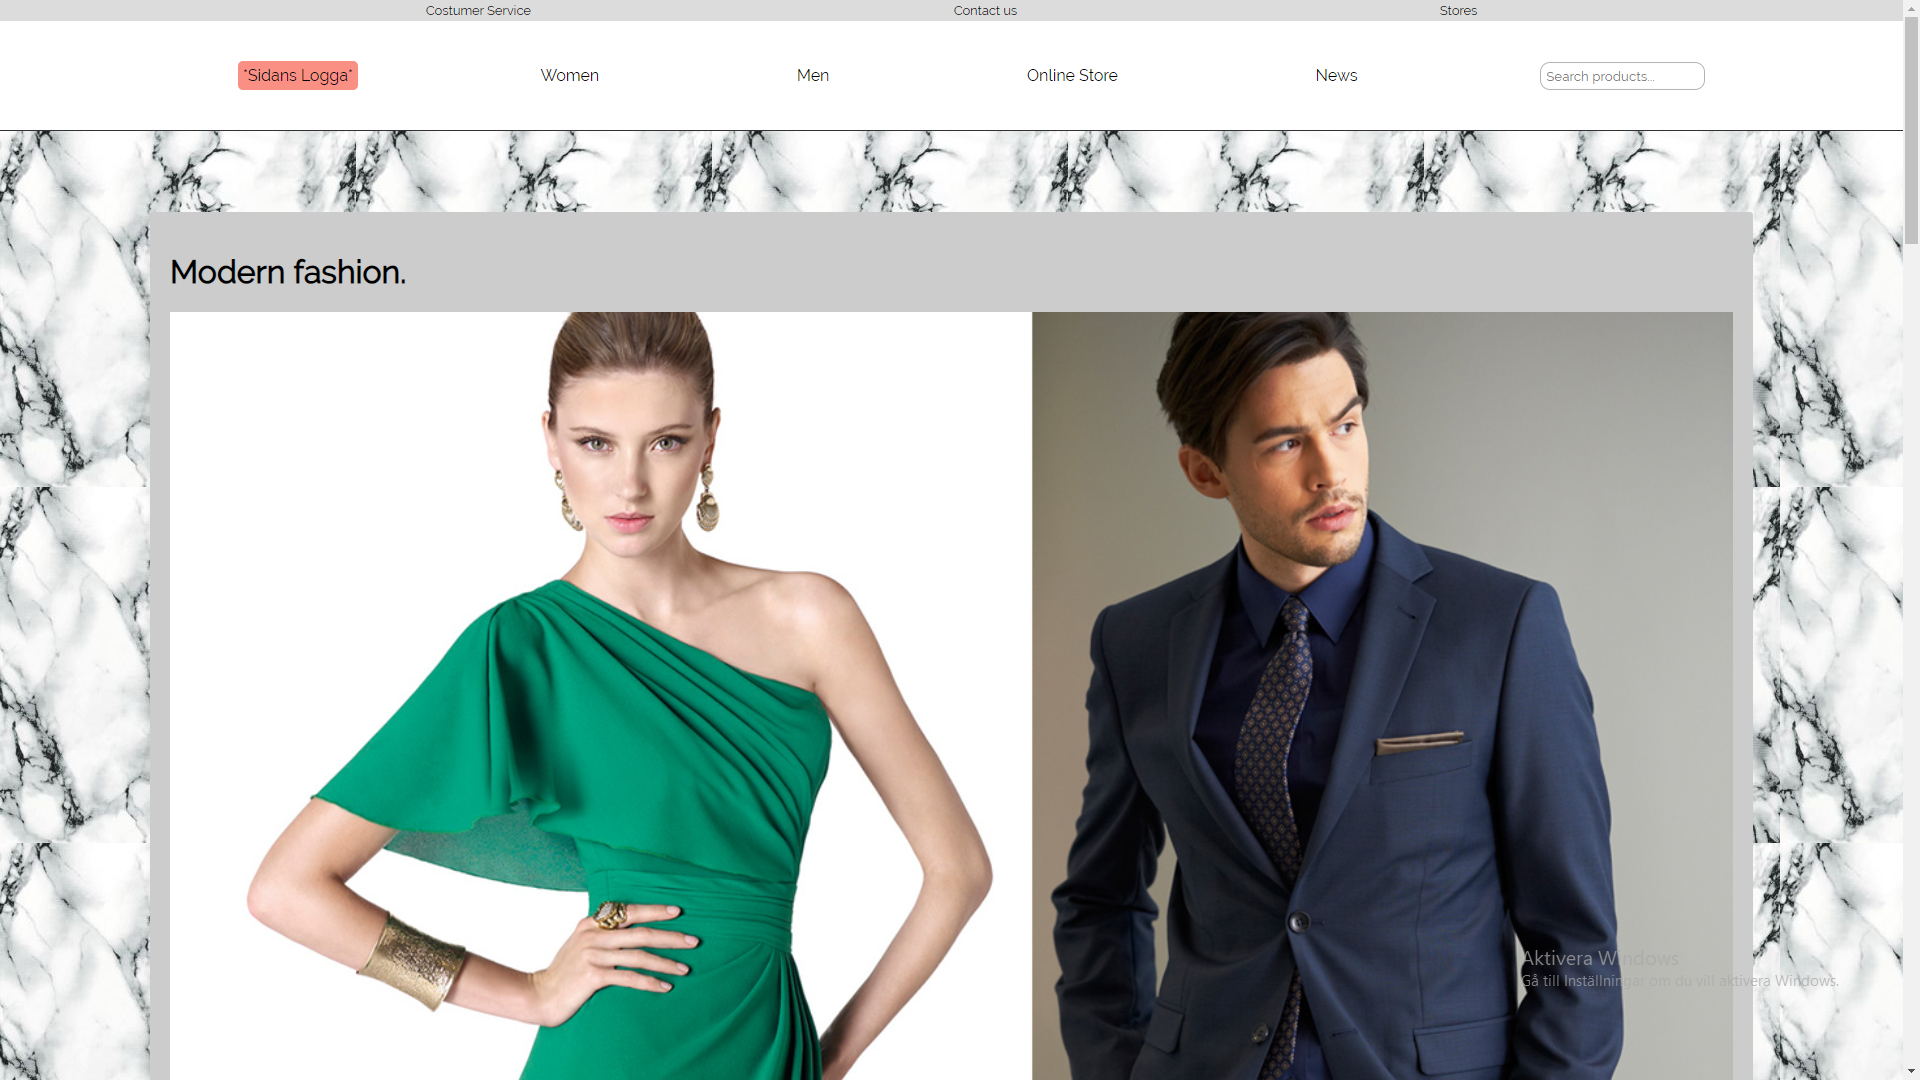 Costumer Service
Contact us
Stores
*Sidans Logga*
Women
Men
Online Store
News
Search products...
Modern fashion.
Aktivera Windows
Gå till Inställningar om du vill aktivera Windows.